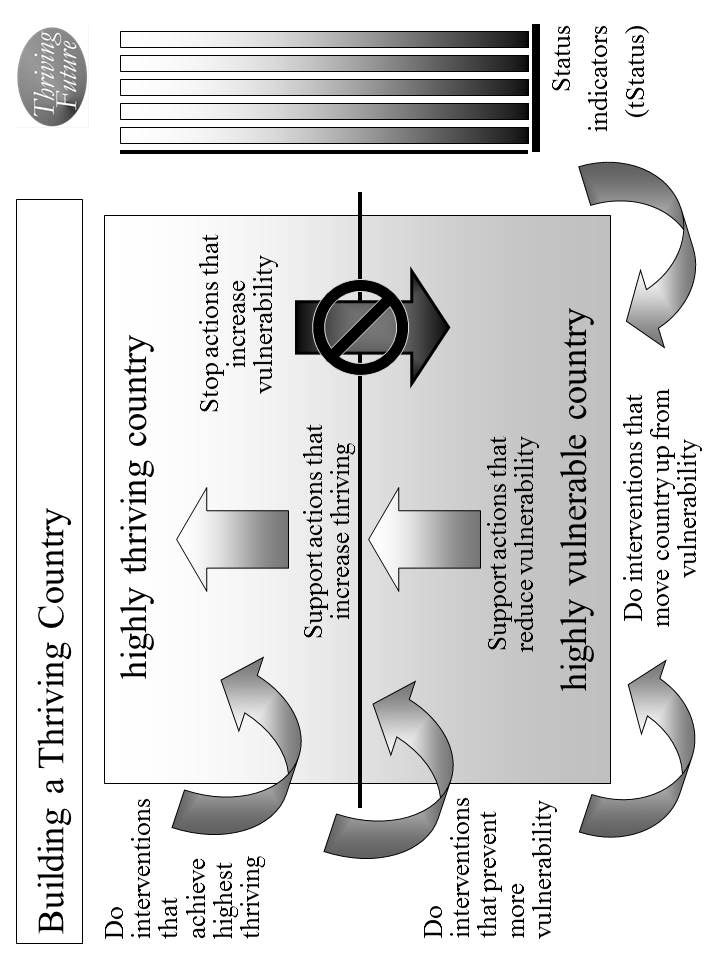 Building a Thriving Country
Thriving
Future
highly thriving country
Do
interventions
that
achieve
highest
thriving
Stop actions that
increase
vulnerability
Support actions that
increase thriving
Do
interventions
that prevent
more
vulnerability
Support actions that
reduce vulnerability
highly vulnerable country
Do interventions that
move country up from
vulnerability
Status
indicators
(tStatus)